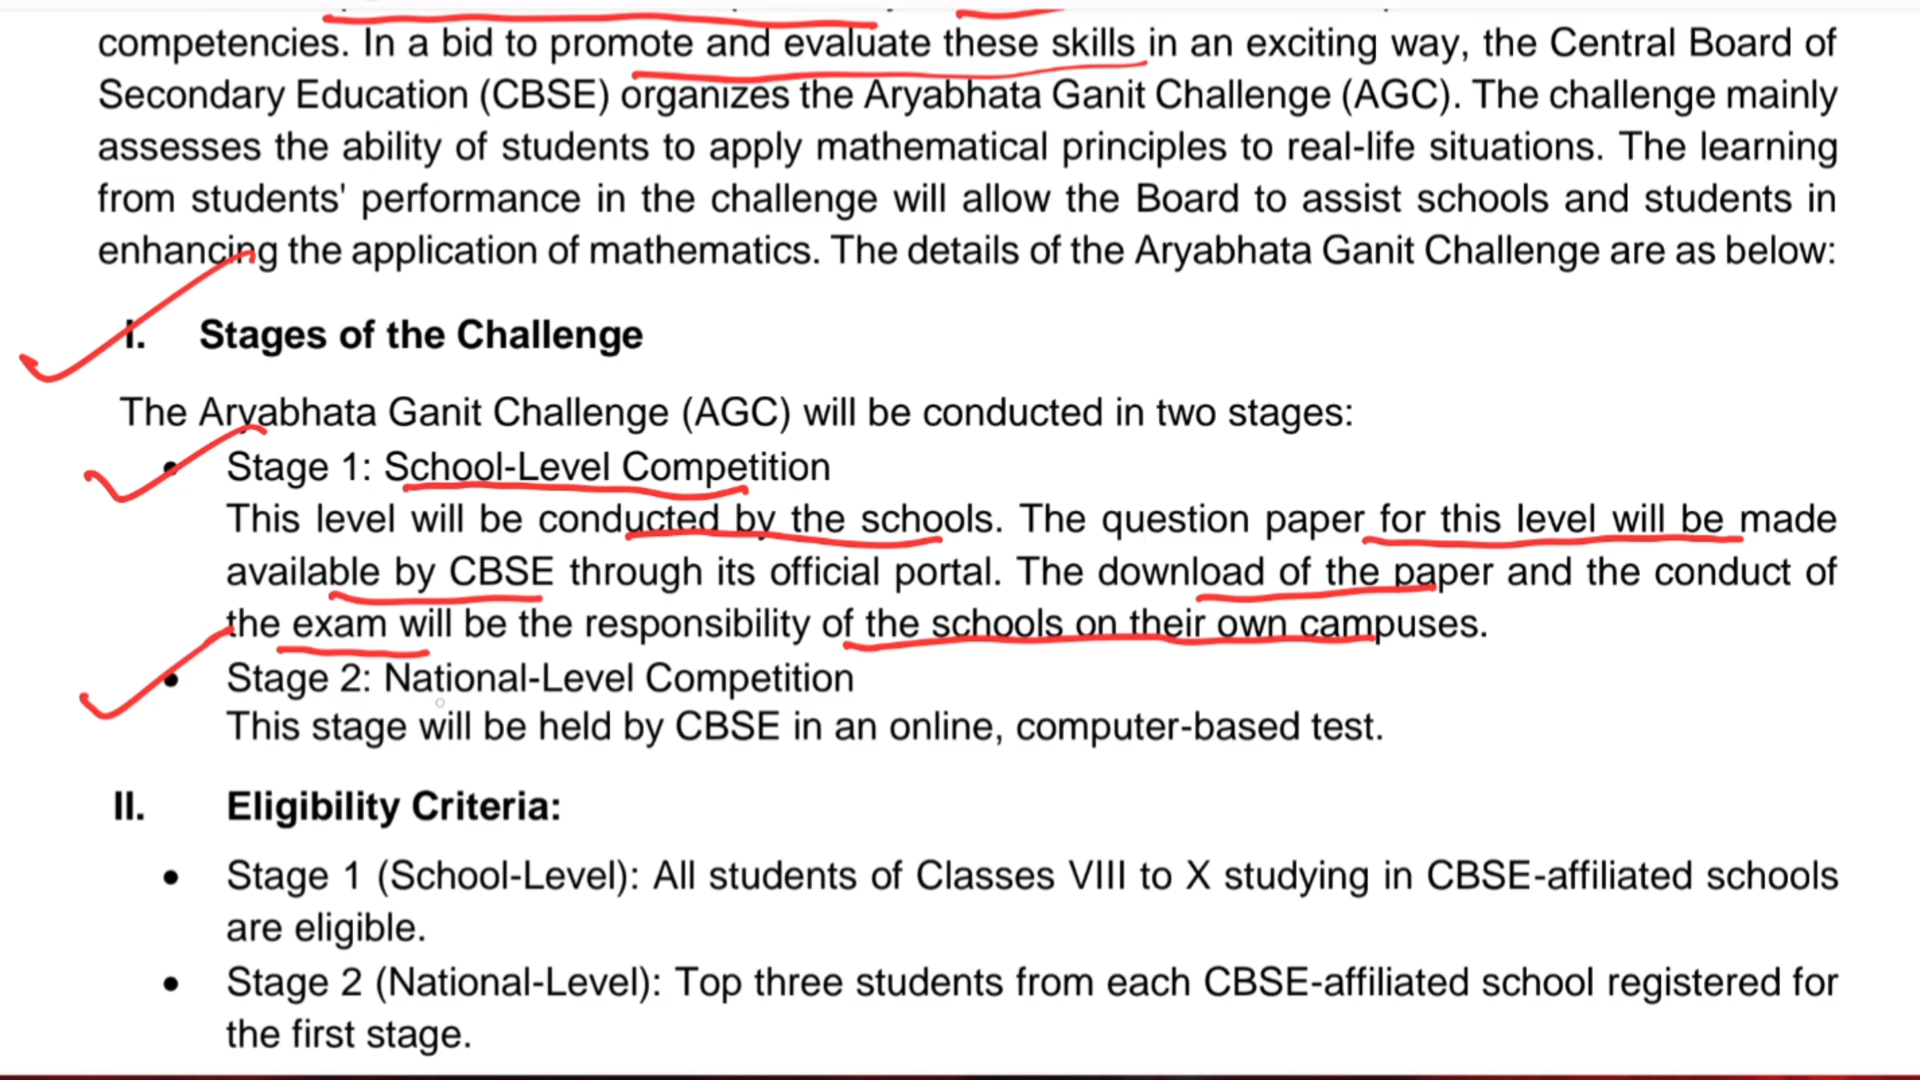 competencies. In a bid to promote and evaluate these skills in an exciting way, the Central Board of
Secondary Education (CBSE) organizes the Aryabhata Ganit Challenge (AGC). The challenge mainly
assesses the ability of students to apply mathematical principles to real-life situations. The learning
from students' performance in the challenge will allow the Board to assist schools and students in
enhancing the application of mathematics. The details of the Aryabhata Ganit Challenge are as below:
I. Stages of the Challenge
The Aryabhata Ganit Challenge (AGC) will be conducted in two stages:
• Stage 1: School-Level Competition
This level will be conducted by the schools. The question paper for this level will be made
available by CBSE through its official portal. The download of the paper and the conduct of
the exam will be the responsibility of the schools on their own campuses.
• Stage 2: National-Level Competition
This stage will be held by CBSE in an online, computer-based test.
II. Eligibility Criteria:
• Stage 1 (School-Level): All students of Classes VIII to X studying in CBSE-affiliated schools
are eligible.
• Stage 2 (National-Level): Top three students from each CBSE-affiliated school registered for
the first stage.